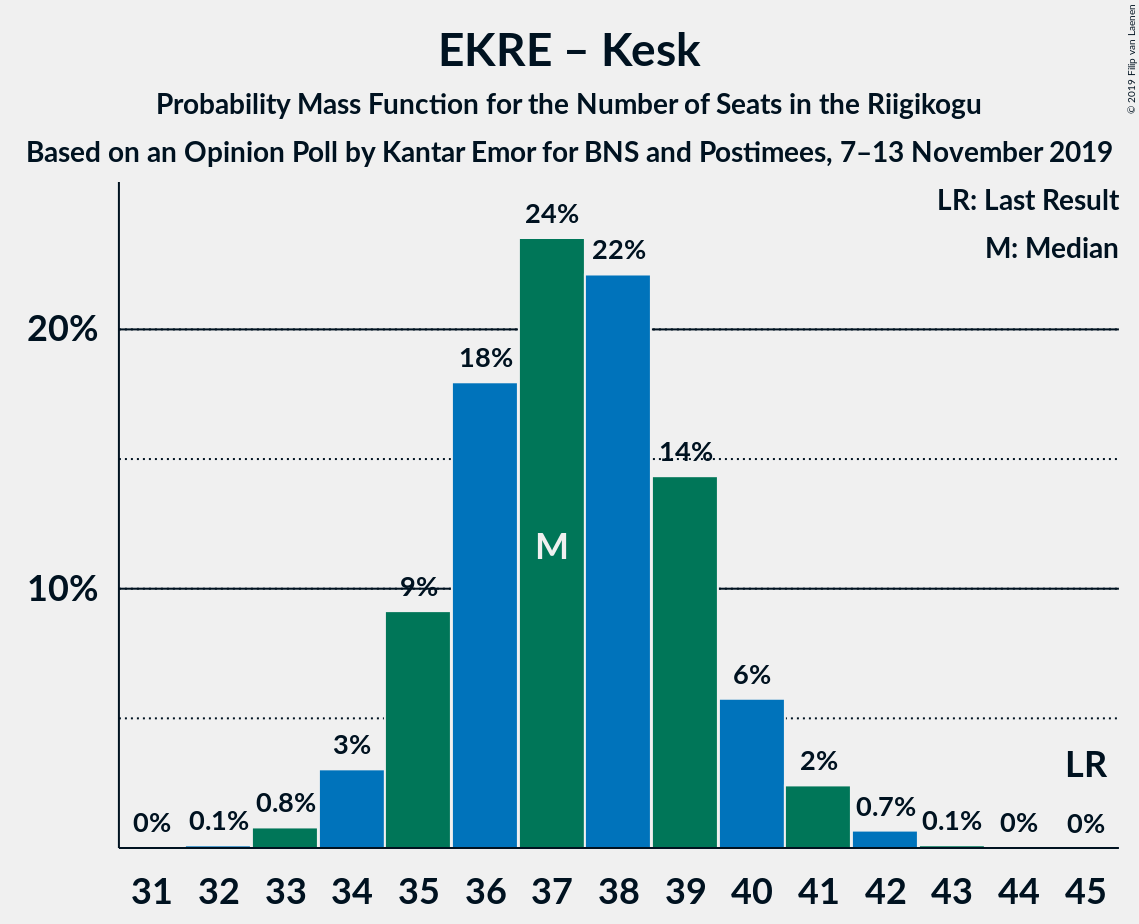 EKRE – Kesk
Probability Mass Function for the Number of Seats in the Riigikogu
Based on an Opinion Poll by Kantar Emor for BNS and Postimees, 7–13 November 2019
© 2019 Filip van Laenen
LR: Last Result
M: Median
24%
22%
20%
18%
14%
M
10%
9%
6%
3%
2%
LR
0% 0.1% 0.8% 0.7% 0.1% 0% 0%
31 32 33 34 35 36 37 38 39 40 41 42 43 44 45